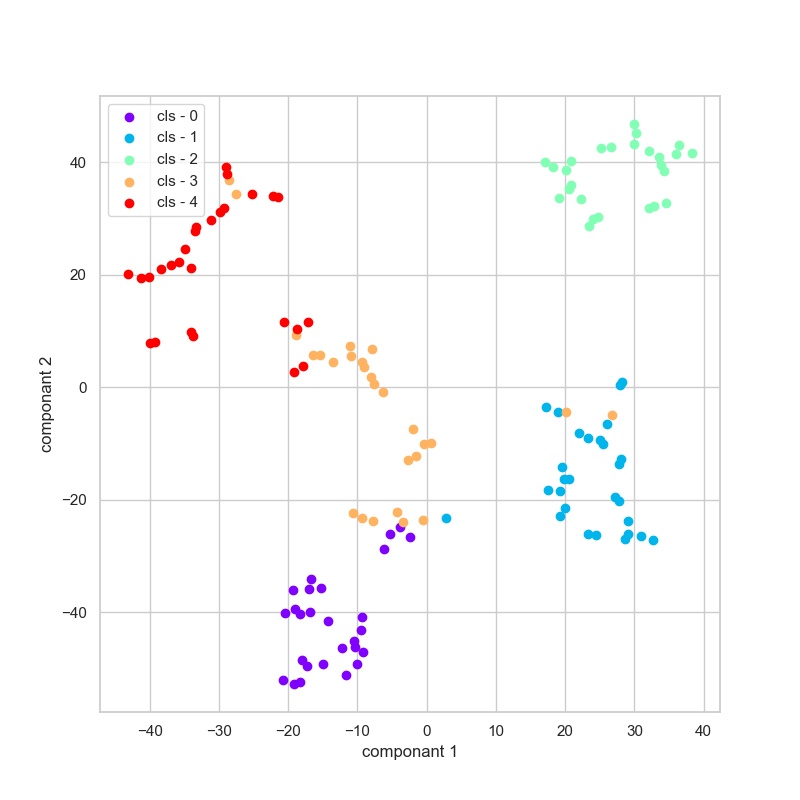 cls - 0
cls - 1
cls - 2
cls - 3
cls - 4
40
20
0
−20
−40
componant 2
−40 −30 −20 −10 0 10 20 30 40
componant 1